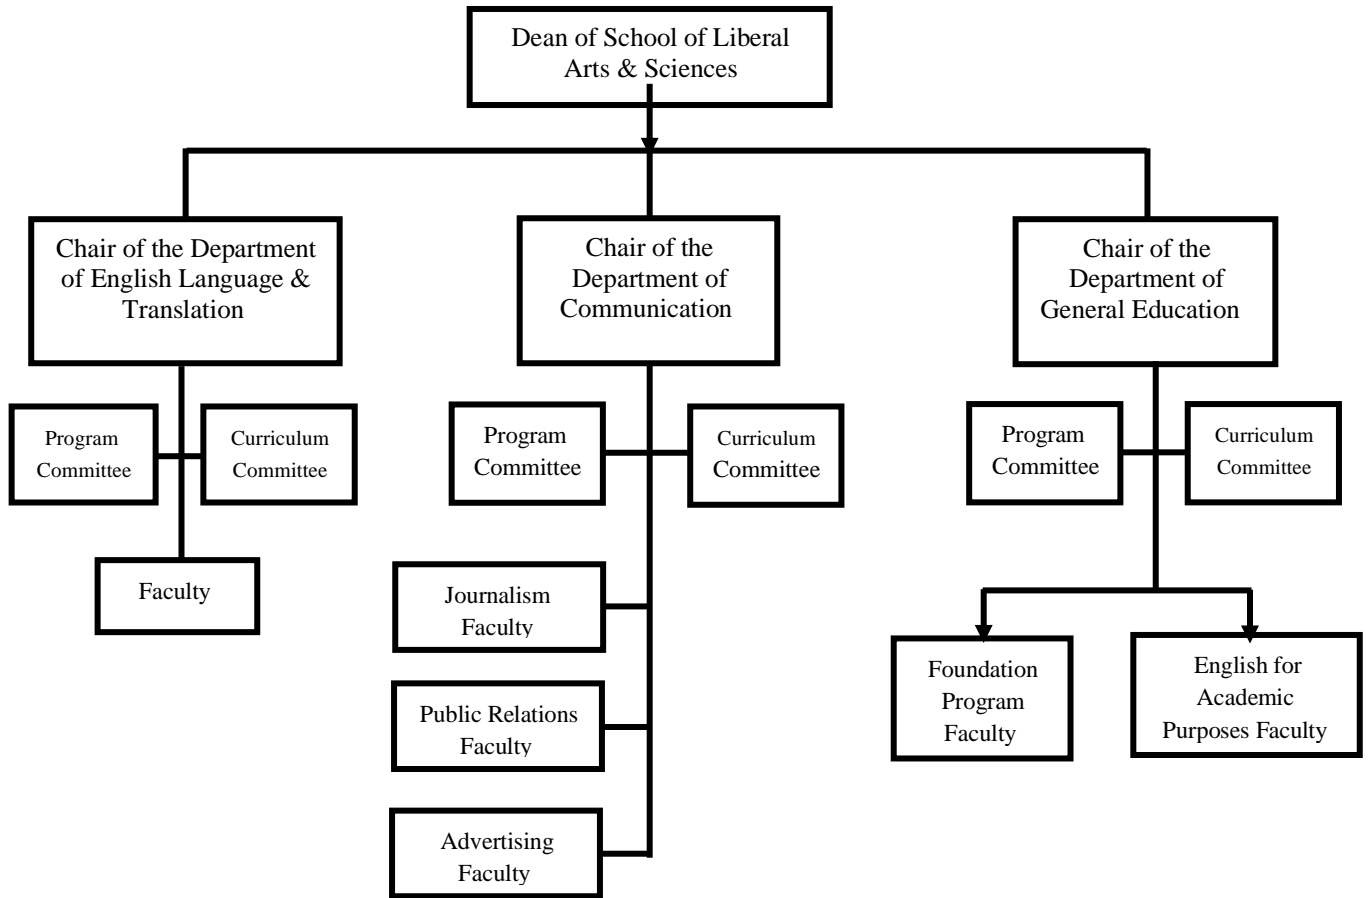 Dean of School of Liberal
Arts & Sciences
Chair of the Department
of English Language &
Translation
Chair of the
Department of
Communication
Chair of the
Department of
General Education
Program
Committee
Curriculum
Committee
Program
Committee
Curriculum
Committee
Program
Committee
Curriculum
Committee
Faculty
Journalism
Faculty
Public Relations
Faculty
Advertising
Faculty
Foundation
Program
Faculty
English for
Academic
Purposes Faculty